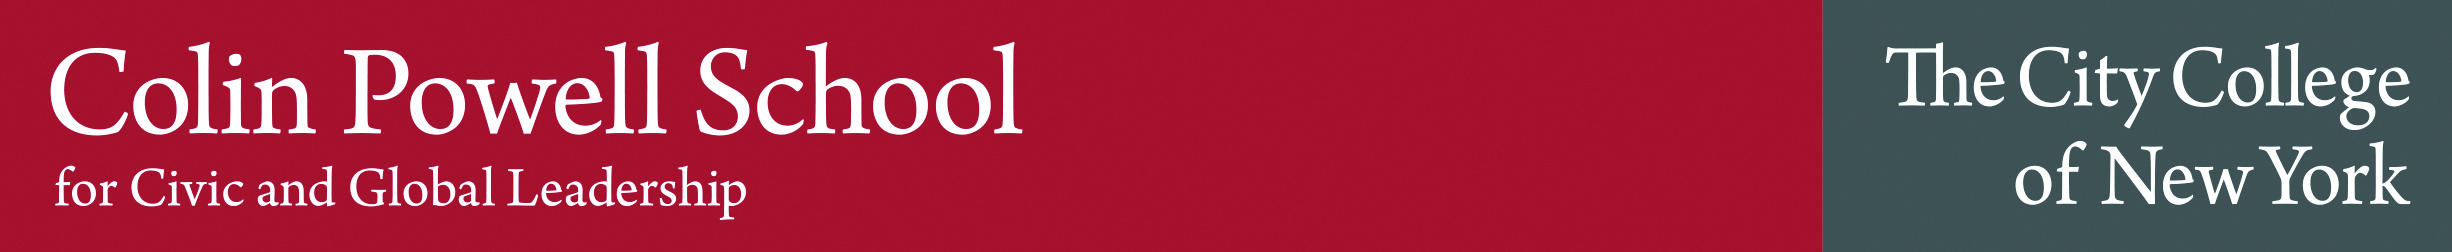 Colin Powell School
for Civic and Global Leadership
The City College
of New York